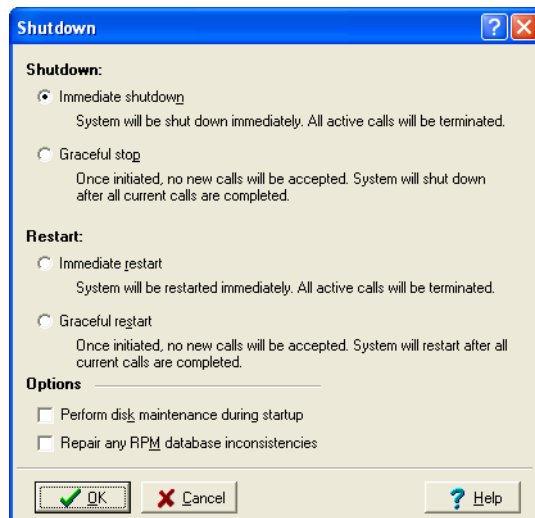 Shutdown
Shutdown:
Immediate shutdown
System will be shut down immediately. All active calls will be terminated.
Graceful stop
Once initiated, no new calls will be accepted. System will shut down
after all current calls are completed.
Restart:
Immediate restart
System will be restarted immediately. All active calls will be terminated.
Graceful restart
Once initiated, no new calls will be accepted. System will restart after all
current calls are completed.
Options
Perform disk maintenance during startup
Repair any RPM database inconsistencies
OK
Cancel
Help